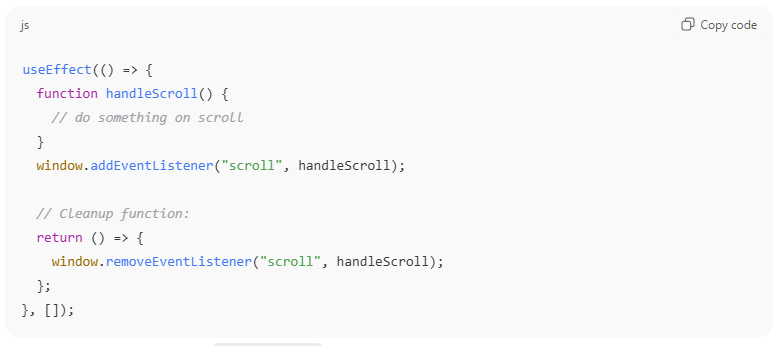 js
Copy code
useEffect(() => {
  function handleScroll() {
    // do something on scroll
  }
  window.addEventListener("scroll", handleScroll);

  // Cleanup function:
  return () => {
    window.removeEventListener("scroll", handleScroll);
  };
}, []);